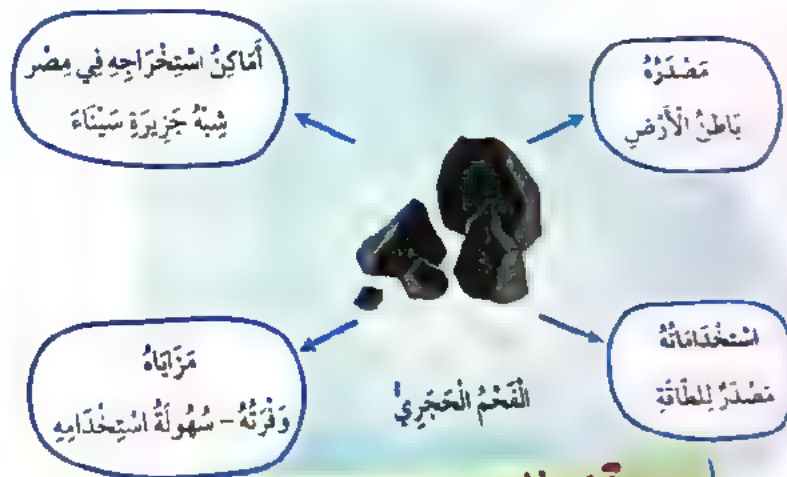 مَصْدَرُهُ
بَاطِنُ الْأَرْضِ
أَمَاكِنُ اسْتِخْرَاجِهِ فِي مِصْر
شِبْهُ جَزِيرَةِ سَيْنَاءَ
اسْتِخْدَامَاتُهُ
مَصْدَرٌ لِلطَّاقَةِ
مَزَايَاهُ
وَفْرَتُهُ – سُهُولَةُ اسْتِخْدَامِهِ
الْفَحْمُ الْحَجَرِيُّ